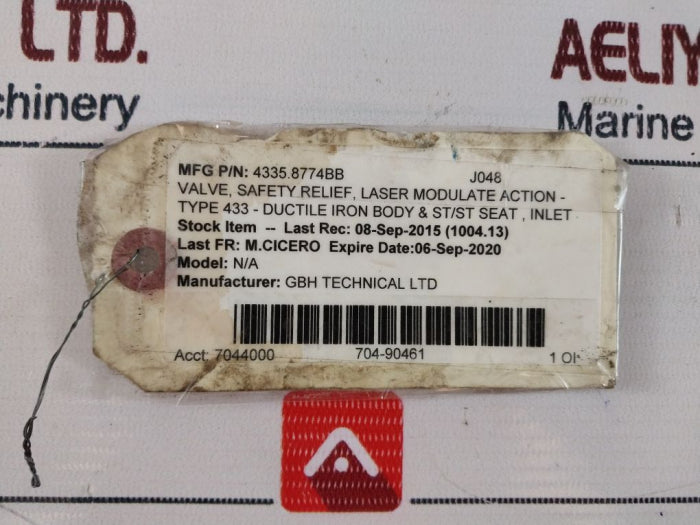 LTD.
AELIY
chinery
Marine
MFG P/N: 4335.8774BB J048
VALVE, SAFETY RELIEF, LASER MODULATE ACTION -
TYPE 433 - DUCTILE IRON BODY & ST/ST SEAT , INLET
Stock Item -- Last Rec: 08-Sep-2015 (1004.13)
Last FR: M.CICERO Expire Date:06-Sep-2020
Model: N/A
Manufacturer: GBH TECHNICAL LTD
Acct: 7044000 704-90461 1 Of